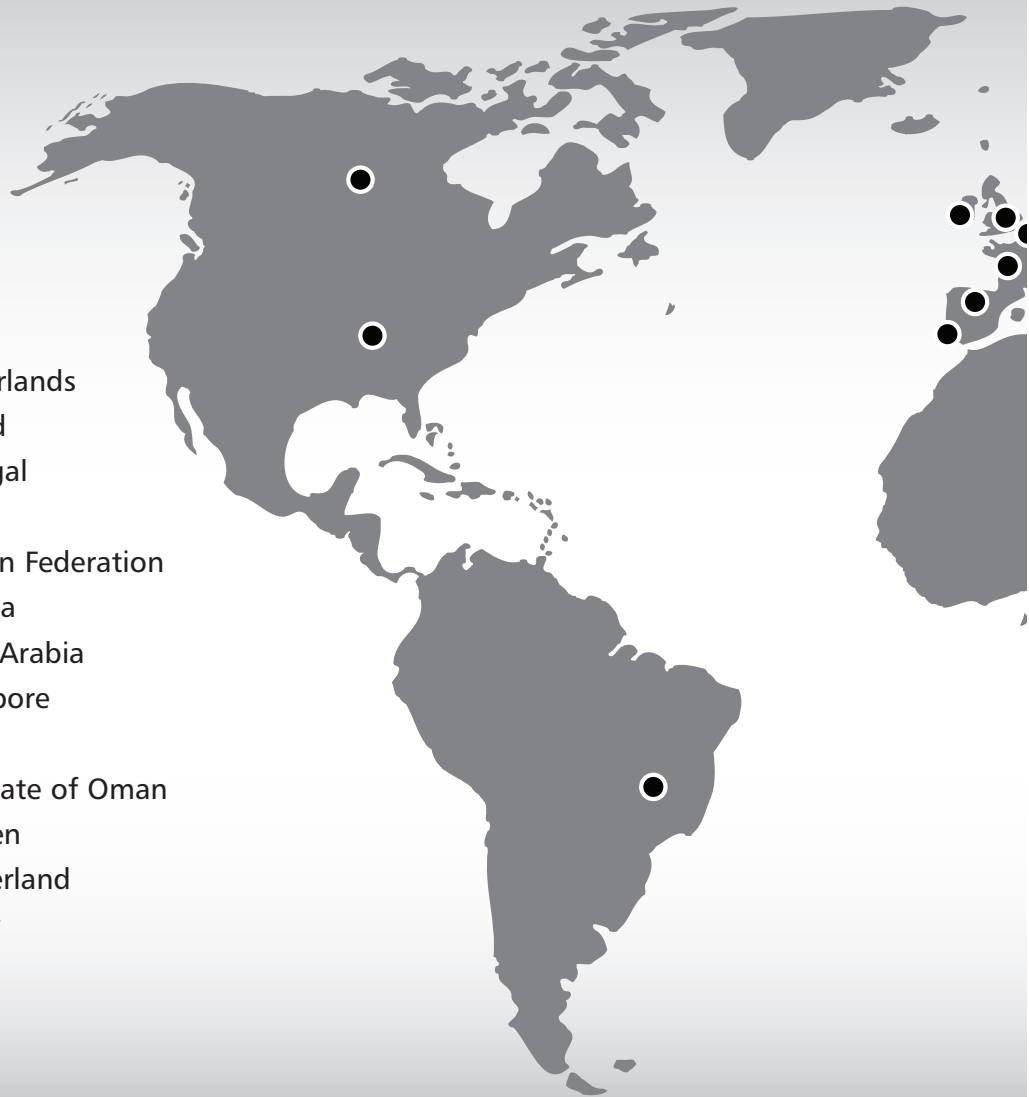 rlands
d
gal
n Federation
a
Arabia
pore
ate of Oman
en
erland